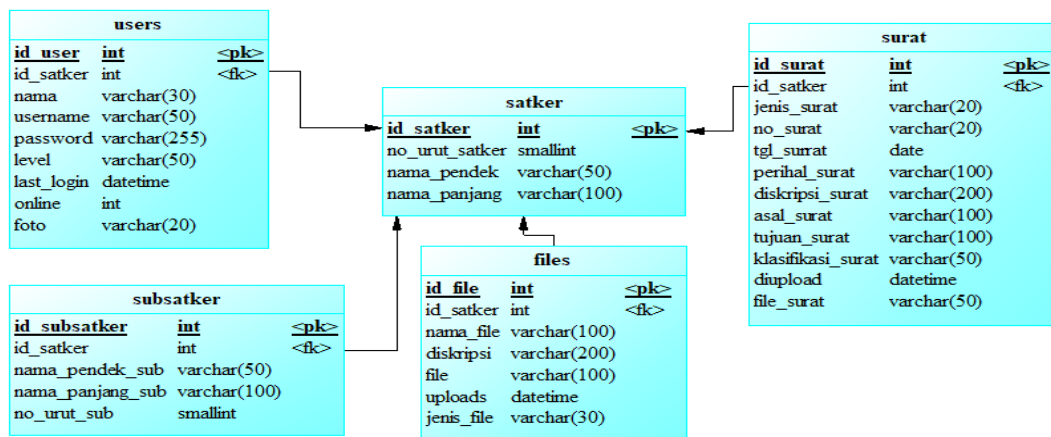 users
id_user int <pk>
id_satker int <fk>
nama varchar(30)
username varchar(50)
password varchar(255)
level varchar(50)
last_login datetime
online int
foto varchar(20)
satker
id_satker int <pk>
no_urut_satker smallint
nama_pendek varchar(50)
nama_panjang varchar(100)
surat
id_surat int <pk>
id_satker int <fk>
jenis_surat varchar(20)
no_surat varchar(20)
tgl_surrat date
perihal_surat varchar(100)
diskripsi_surat varchar(200)
asal_surat varchar(100)
tujuan_surat varchar(100)
klasifikasi_surat varchar(50)
diupload datetime
file_surat varchar(50)
subsatker
id_subsatker int <pk>
id_satker int <fk>
nama_pendek_sub varchar(50)
nama_panjang_sub varchar(100)
no_urut_sub smallint
files
id_file int <pk>
id_satker int <fk>
nama_file varchar(100)
diskripsi varchar(200)
file varchar(100)
uploads datetime
jenis_file varchar(30)